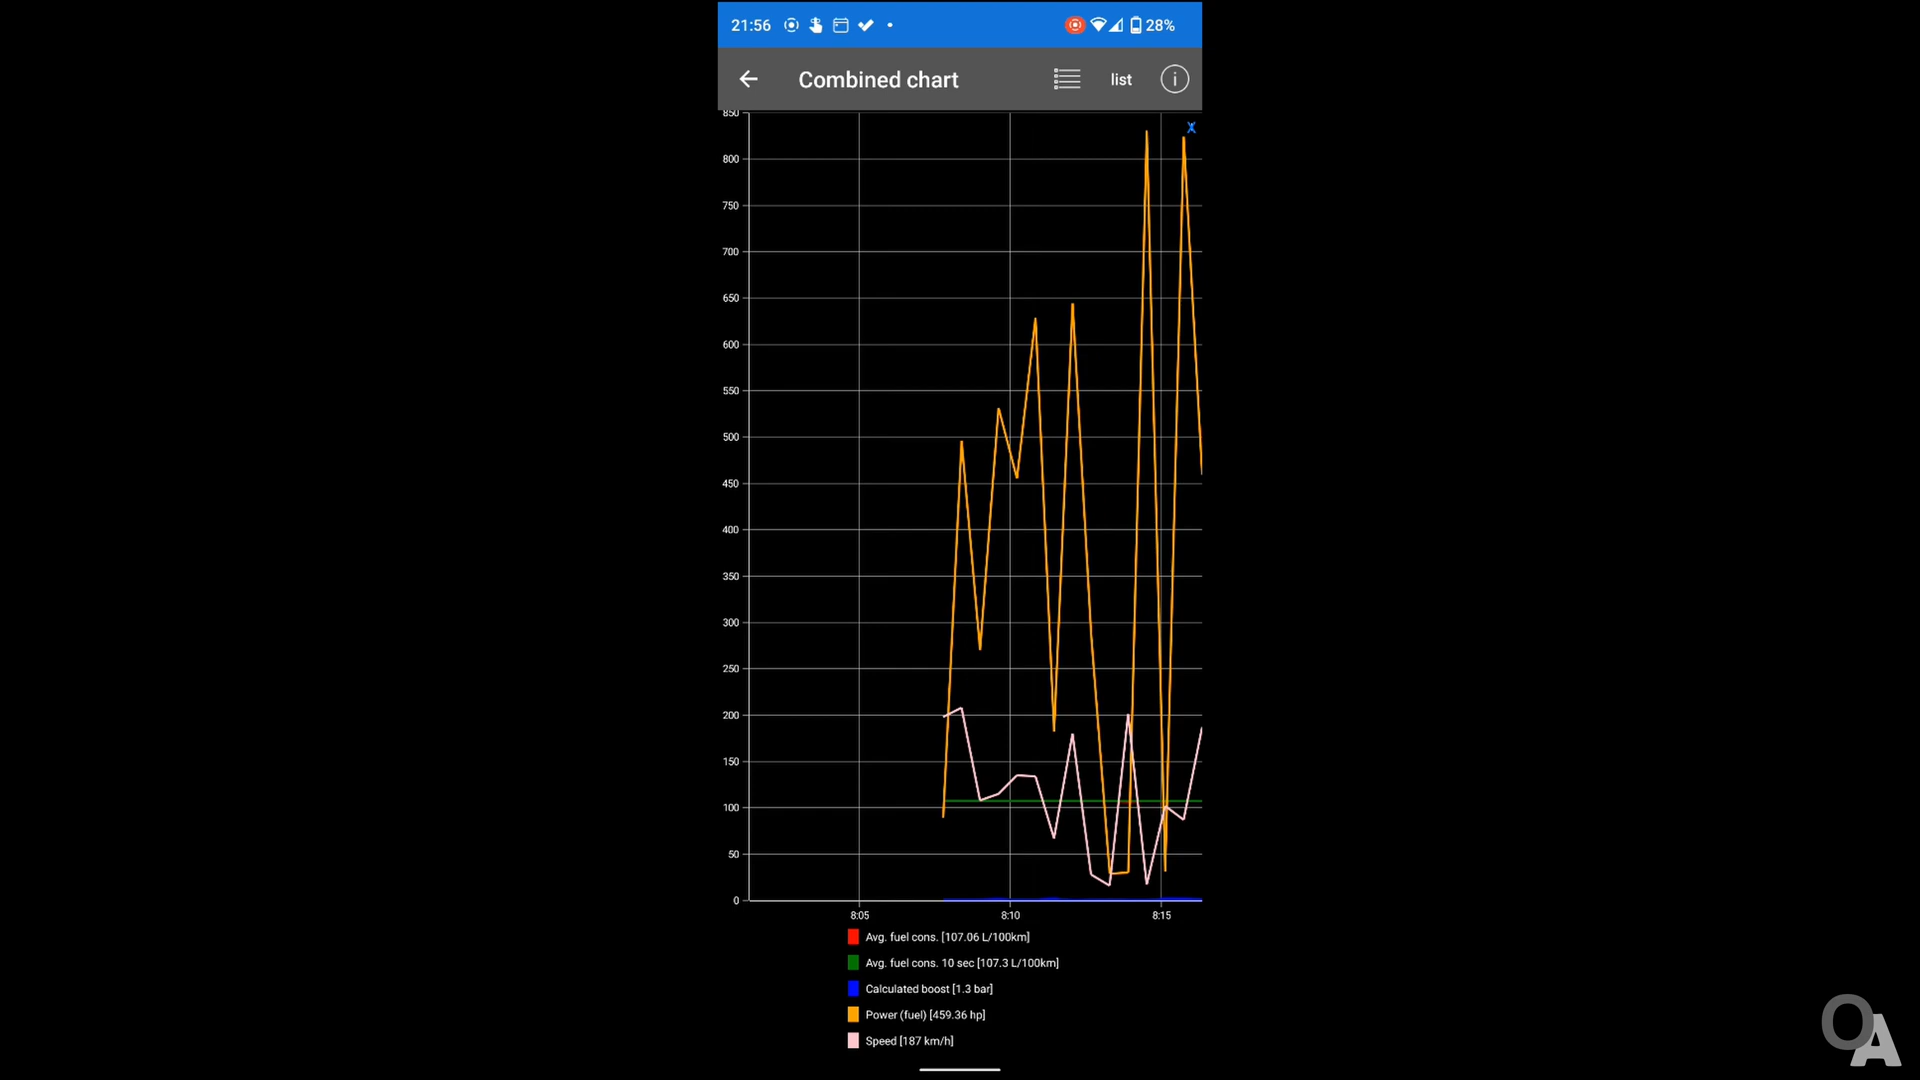 21:56 28%
Combined chart list i
850
800
750
700
650
600
550
500
450
400
350
300
250
200
150
100
50
0
8:05 8:10 8:15
Avg. fuel cons. [107.06 L/100km]
Avg. fuel cons. 10 sec [107.3 L/100km]
Calculated boost [1.3 bar]
Power (fuel) [459.36 hp]
Speed [187 km/h]
OA